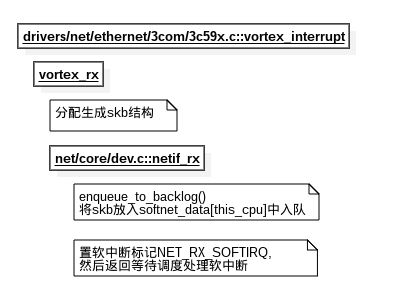 drivers/net/ethernet/3com/3c59x.c::vortex_interrupt
vortex_rx
分配生成skb结构
net/core/dev.c::netif_rx
enqueue_to_backlog()
将skb放入softnet_data[this_cpu]中入队
置软中断标记NET_RX_SOFTIRQ,
然后返回等待调度处理软中断